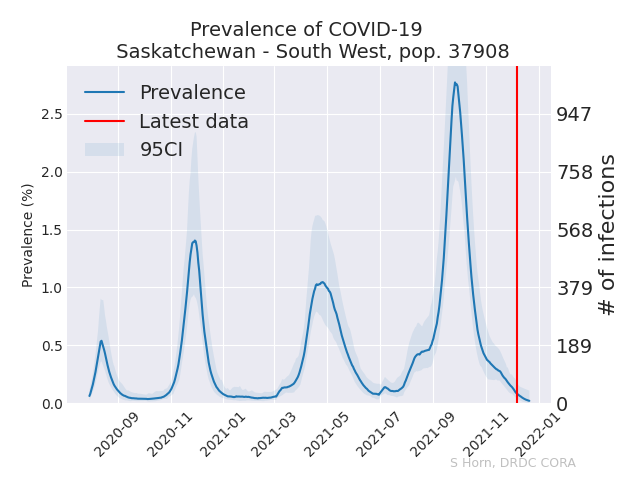 Prevalence of COVID-19
Saskatchewan - South West, pop. 37908
Prevalence
Latest data
95CI
Prevalence (%)
2.5
2.0
1.5
1.0
0.5
0.0
947
758
568
379
189
0
# of infections
2020-09
2020-11
2021-01
2021-03
2021-05
2021-07
2021-09
2021-11
2022-01
S Horn, DRDC CORA